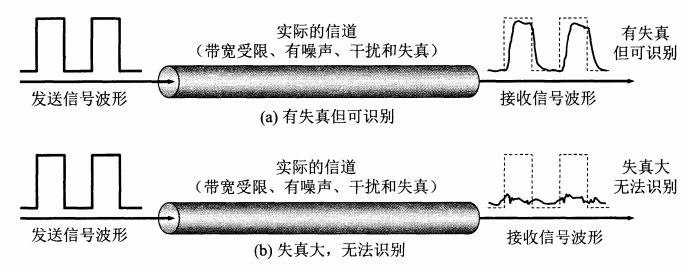 实际的信道
（带宽受限、有噪声、干扰和失真）
有失真
但可识别
发送信号波形
接收信号波形
(a) 有失真但可识别
实际的信道
（带宽受限、有噪声、干扰和失真）
失真大
无法识别
发送信号波形
接收信号波形
(b) 失真大，无法识别